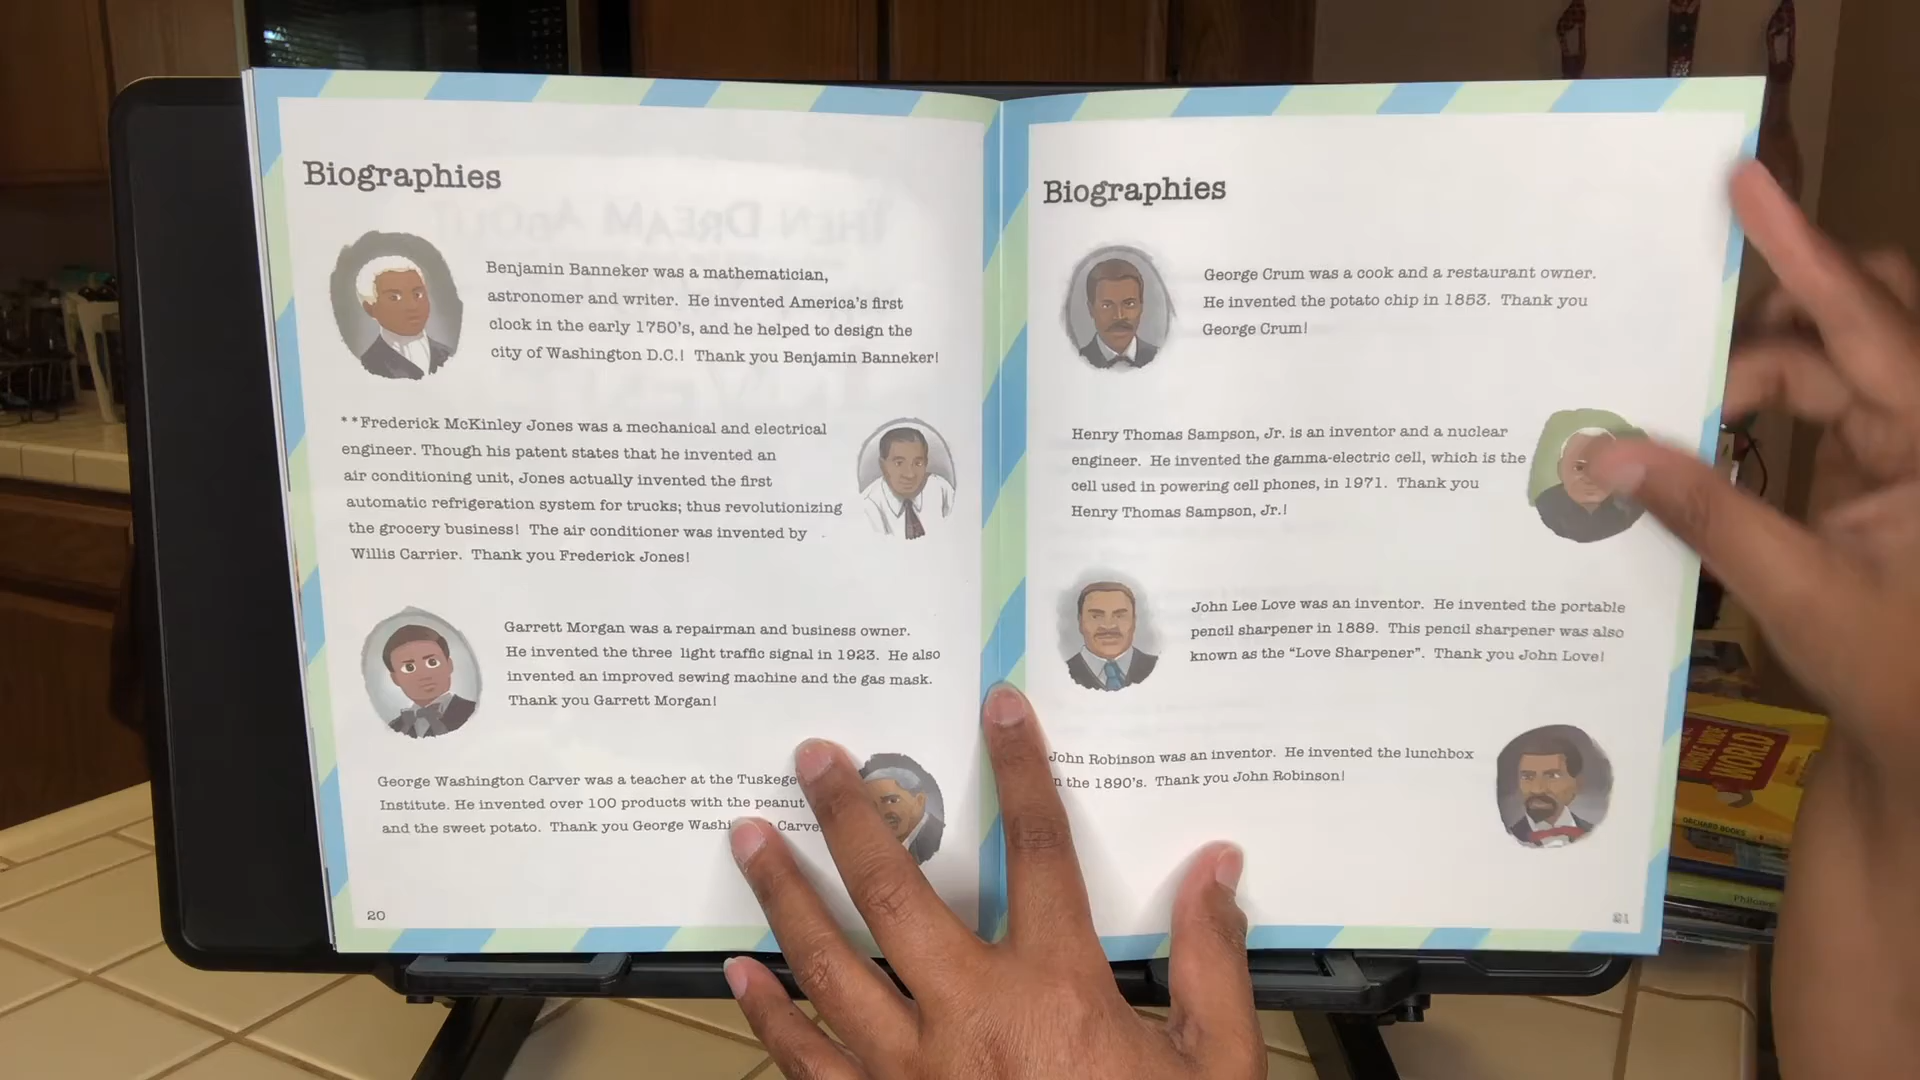 Biographies
Benjamin Banneker was a mathematician,
astronomer and writer. He invented America's first
clock in the early 1750's, and he helped to design the
city of Washington D.C.! Thank you Benjamin Banneker!
**Frederick McKinley Jones was a mechanical and electrical
engineer. Though his patent states that he invented an
air conditioning unit, Jones actually invented the first
automatic refrigeration system for trucks; thus revolutionizing
the grocery business! The air conditioner was invented by
Willis Carrier. Thank you Frederick Jones!
Garrett Morgan was a repairman and business owner.
He invented the three light traffic signal in 1923. He also
invented an improved sewing machine and the gas mask.
Thank you Garrett Morgan!
George Washington Carver was a teacher at the Tuskege
Institute. He invented over 100 products with the peanut
and the sweet potato. Thank you George Washi Carve
20
Biographies
George Crum was a cook and a restaurant owner.
He invented the potato chip in 1853. Thank you
George Crum!
Henry Thomas Sampson, Jr. is an inventor and a nuclear
engineer. He invented the gamma-electric cell, which is the
cell used in powering cell phones, in 1971. Thank you
Henry Thomas Sampson, Jr.!
John Lee Love was an inventor. He invented the portable
pencil sharpener in 1889. This pencil sharpener was also
known as the "Love Sharpener". Thank you John Love!
John Robinson was an inventor. He invented the lunchbox
n the 1890's. Thank you John Robinson!
21
WHOLE WIDE
WORLD
ORCHARD BOOKS